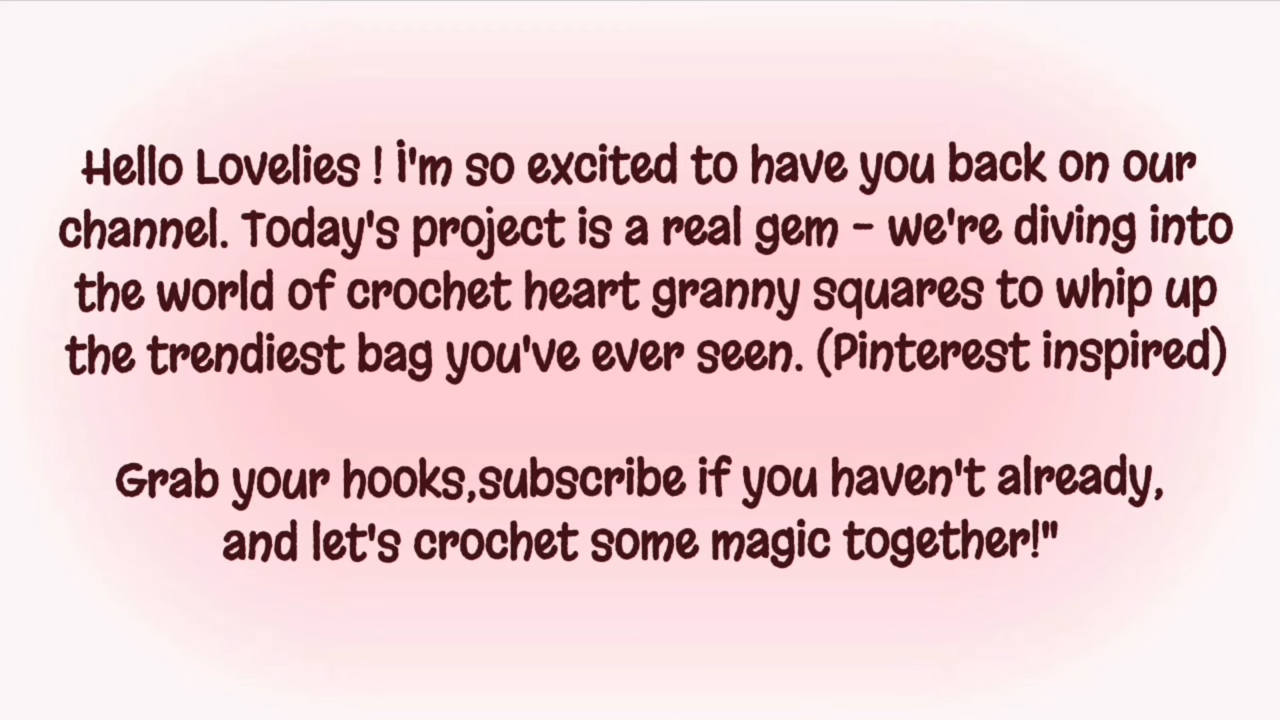 Hello Lovelies ! İ'm so excited to have you back on our
channel. Today's project is a real gem - we're diving into
the world of crochet heart granny squares to whip up
the trendiest bag you've ever seen. (Pinterest inspired)
Grab your hooks,subscribe if you haven't already,
and let's crochet some magic together!"